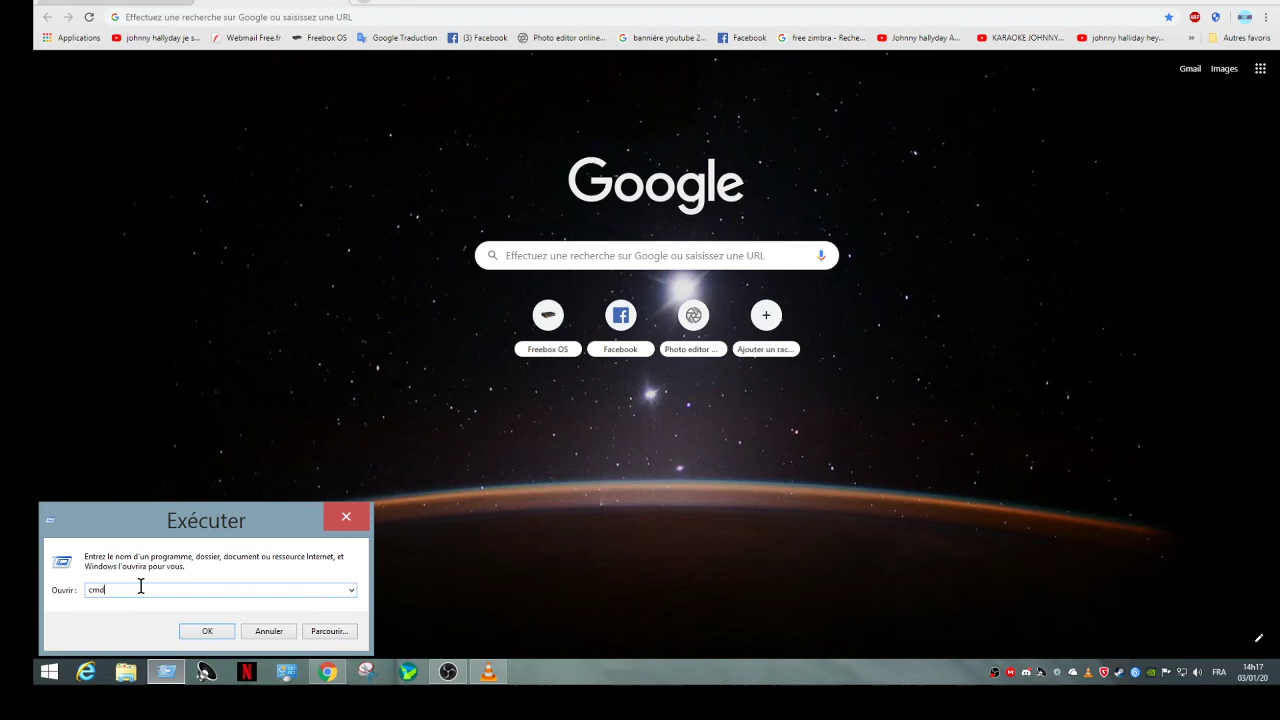 Effectuez une recherche sur Google ou saisissez une URL
ABP
Applications
johnny hallyday je s...
Webmail Free.fr
Freebox OS
Google Traduction
(3) Facebook
Photo editor online...
bannière youtube 2...
Facebook
free zimbra - Reche...
Johnny hallyday A...
KARAOKE JOHNNY...
johnny halliday hey...
»
Autres favoris
Gmail
Images
Google
Effectuez une recherche sur Google ou saisissez une URL
Freebox OS
Facebook
Photo editor ...
Ajouter un rac...
Exécuter
Entrez le nom d'un programme, dossier, document ou ressource Internet, et
Windows l'ouvrira pour vous.
Ouvrir :
cmd
OK
Annuler
Parcourir...
N
FRA
14h17
03/01/20